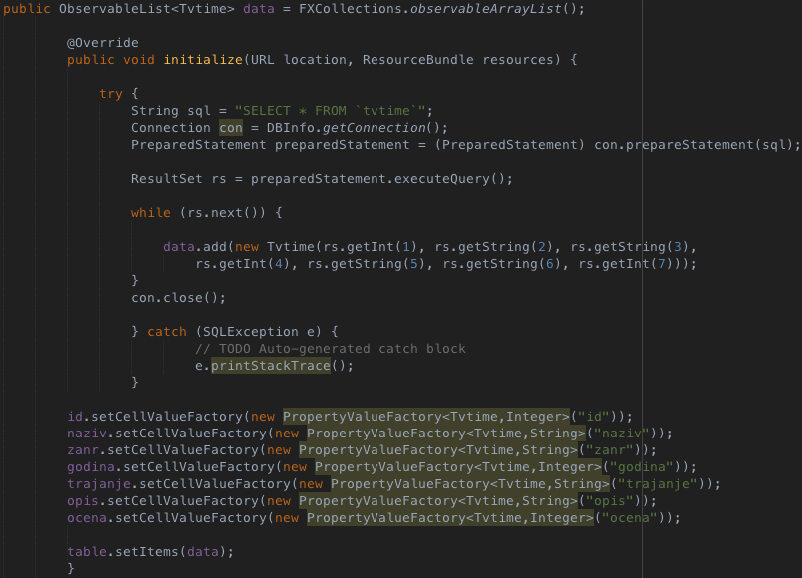 public ObservableList<Tvtime> data = FXCollections.observableArrayList();
@Override
public void initialize(URL location, ResourceBundle resources) {
try {
String sql = "SELECT * FROM `tvtime`";
Connection con = DBInfo.getConnection();
PreparedStatement preparedStatement = (PreparedStatement) con.prepareStatement(sql);
ResultSet rs = preparedStatement.executeQuery();
while (rs.next()) {
data.add(new Tvtime(rs.getInt(1), rs.getString(2), rs.getString(3),
rs.getInt(4), rs.getString(5), rs.getString(6), rs.getInt(7)));
}
con.close();
} catch (SQLException e) {
// TODO Auto-generated catch block
e.printStackTrace();
}
id.setCellValueFactory(new PropertyValueFactory<Tvtime,Integer>("id"));
naziv.setCellValueFactory(new PropertyValueFactory<Tvtime,String>("naziv"));
zanr.setCellValueFactory(new PropertyValueFactory<Tvtime,String>("zanr"));
godina.setCellValueFactory(new PropertyValueFactory<Tvtime,Integer>("godina"));
trajanje.setCellValueFactory(new PropertyValueFactory<Tvtime,String>("trajanje"));
opis.setCellValueFactory(new PropertyValueFactory<Tvtime,String>("opis"));
ocena.setCellValueFactory(new PropertyValueFactory<Tvtime,Integer>("ocena"));
table.setItems(data);
}